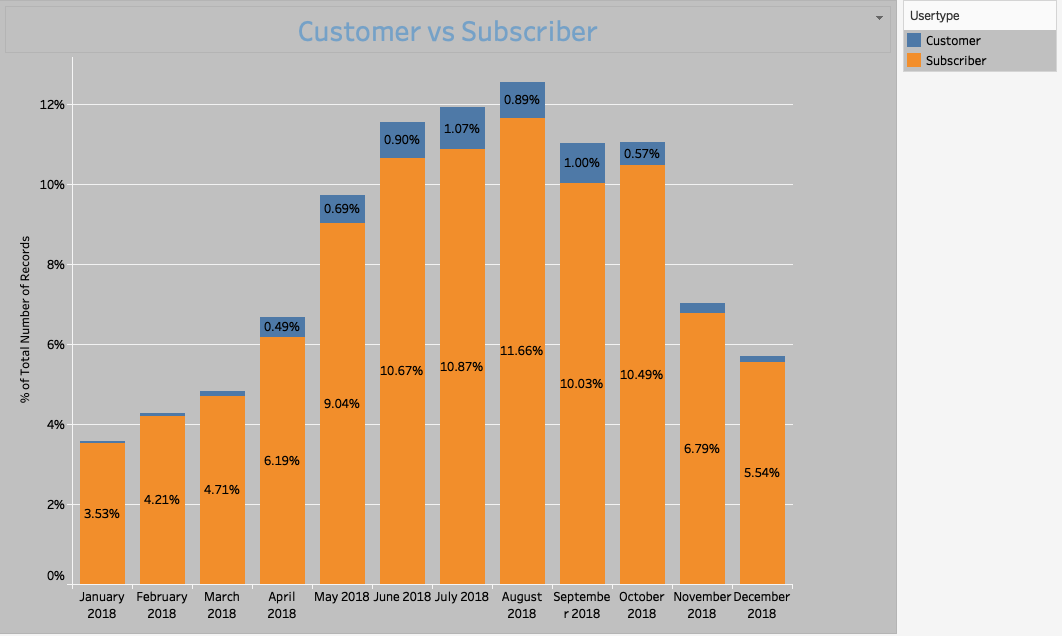 Customer vs Subscriber
Usertype
Customer
Subscriber
% of Total Number of Records
12%
10%
8%
6%
4%
2%
0%
0.89%
1.07%
0.90%
1.00%
0.57%
0.69%
0.49%
11.66%
10.87%
10.67%
10.49%
10.03%
9.04%
6.79%
6.19%
5.54%
4.71%
4.21%
3.53%
January
2018
February
2018
March
2018
April
2018
May 2018
June 2018
July 2018
August
2018
Septembe
r 2018
October
2018
November
2018
December
2018